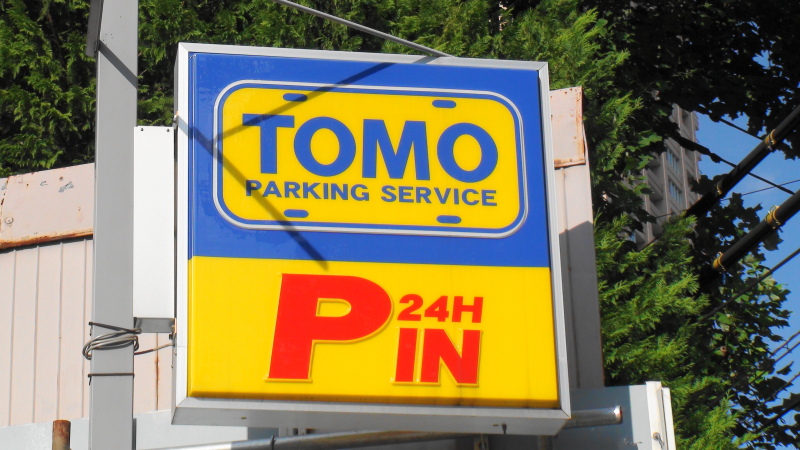 TOMO
PARKING SERVICE
P 24H
IN